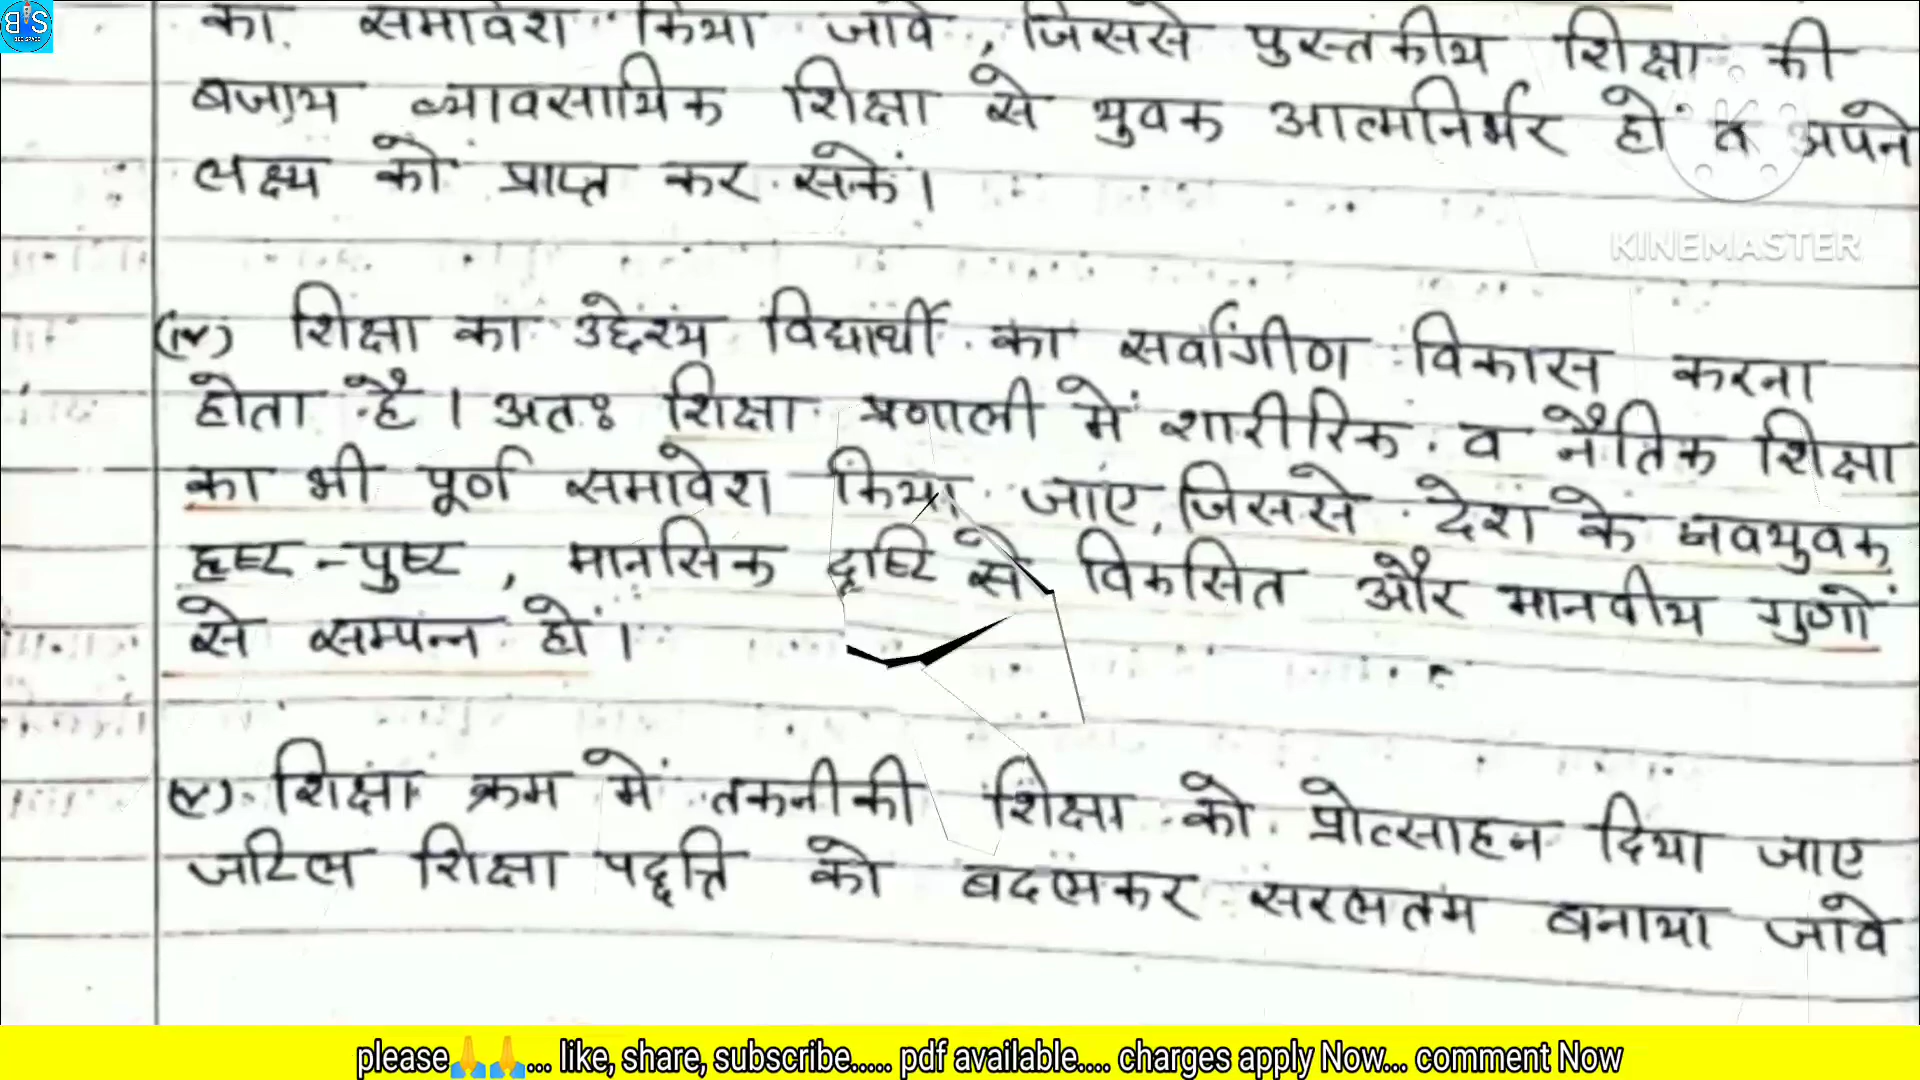 BS
का समावेश किया जावे, जिससे पुस्तकीय शिक्षा की
बजाय व्यावसायिक शिक्षा से युवक आत्मनिर्भर हो व अपने
लक्ष्य को प्राप्त कर सकें।
KINEMASTER
(iv) शिक्षा का उद्देश्य विद्यार्थी का सर्वांगीण विकास करना
होता है। अतः शिक्षा प्रणाली में शारीरिक व नैतिक शिक्षा
का भी पूर्ण समावेश किया जाए, जिससे देश के नवयुवक
हृष्ट-पुष्ट, मानसिक दृष्टि से विकसित और मानवीय गुणों
से सम्पन्न हों।
(v) शिक्षा क्रम में तकनीकी शिक्षा को प्रोत्साहन दिया जाए
जटिल शिक्षा पद्धति को बदलकर सरलतम बनाया जावे
please🙏🙏... like, share, subscribe..... pdf available.... charges apply Now... comment Now